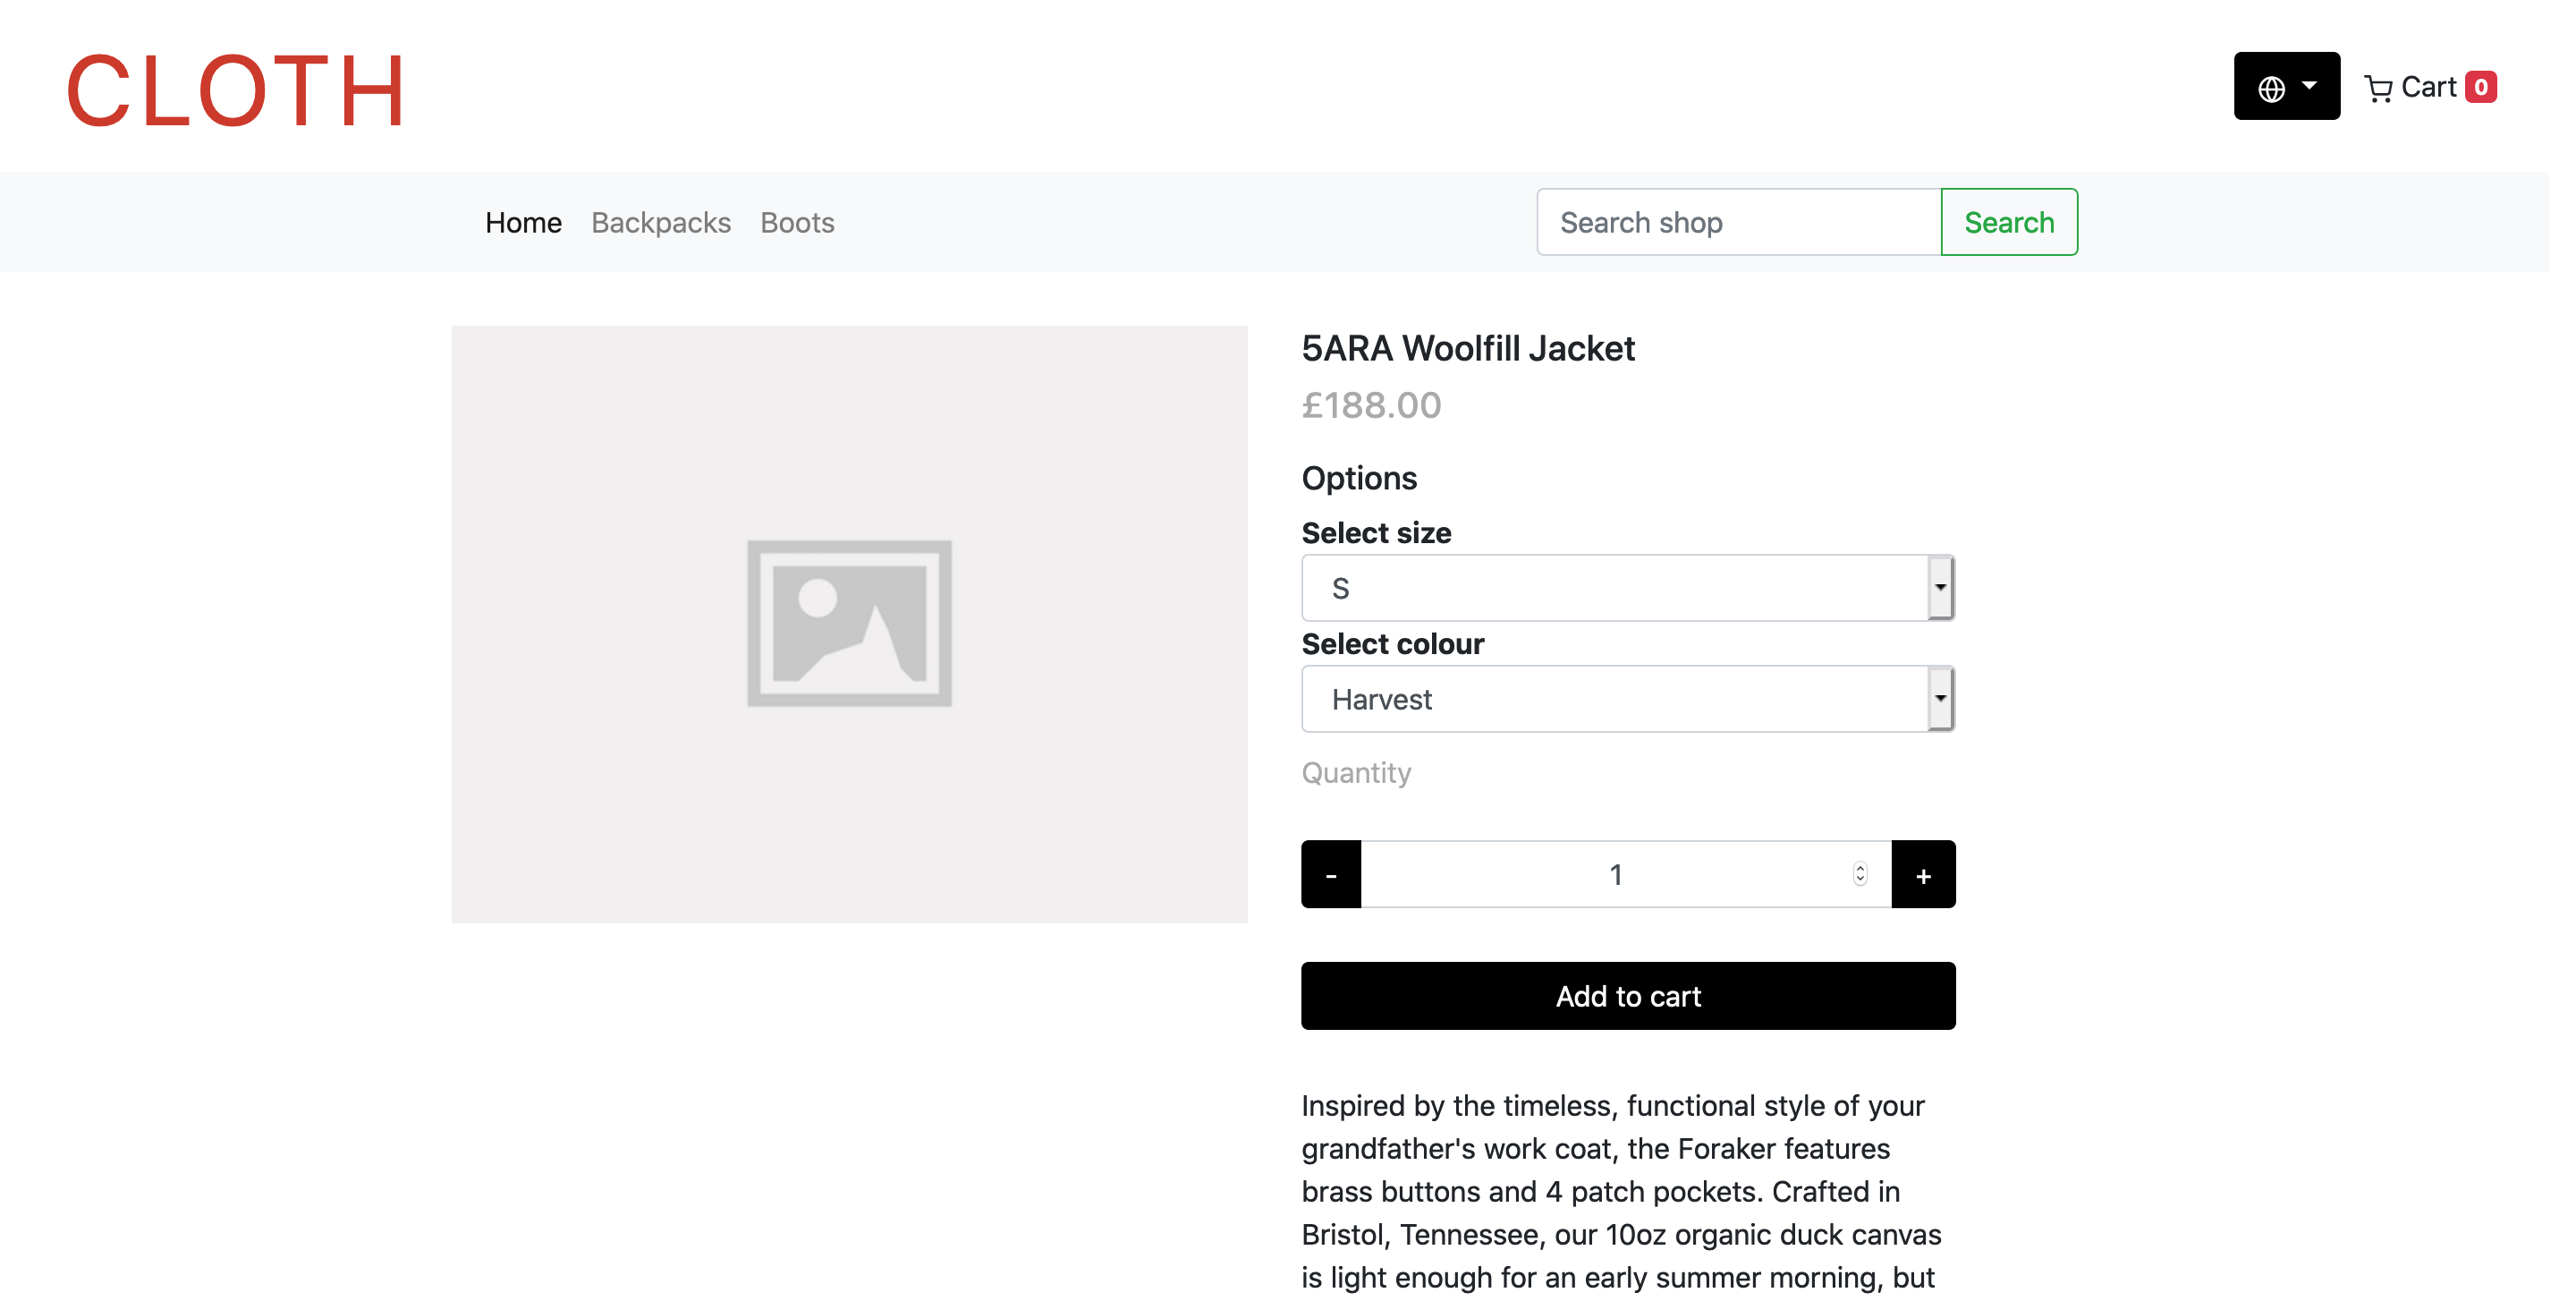 CLOTH
Cart 0
Home Backpacks Boots
Search shop Search
5ARA Woolfill Jacket
£188.00
Options
Select size
S
Select colour
Harvest
Quantity
- 1 +
Add to cart
Inspired by the timeless, functional style of your
grandfather's work coat, the Foraker features
brass buttons and 4 patch pockets. Crafted in
Bristol, Tennessee, our 10oz organic duck canvas
is light enough for an early summer morning, but